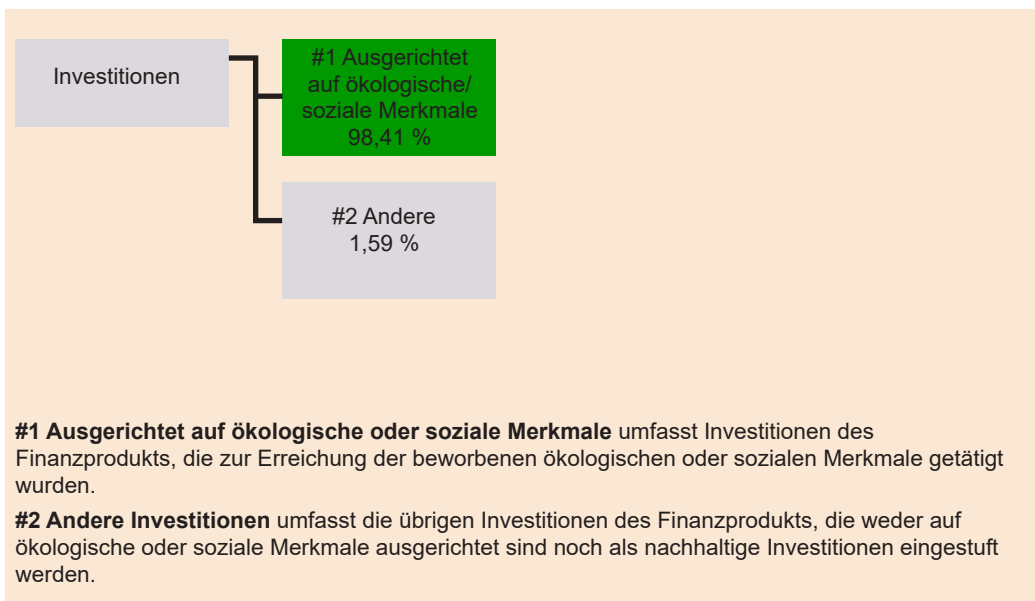 Investitionen
#1 Ausgerichtet
auf ökologische/
soziale Merkmale
98,41 %
#2 Andere
1,59 %
#1 Ausgerichtet auf ökologische oder soziale Merkmale umfasst Investitionen des
Finanzprodukts, die zur Erreichung der beworbenen ökologischen oder sozialen Merkmale getätigt
wurden.
#2 Andere Investitionen umfasst die übrigen Investitionen des Finanzprodukts, die weder auf
ökologische oder soziale Merkmale ausgerichtet sind noch als nachhaltige Investitionen eingestuft
werden.